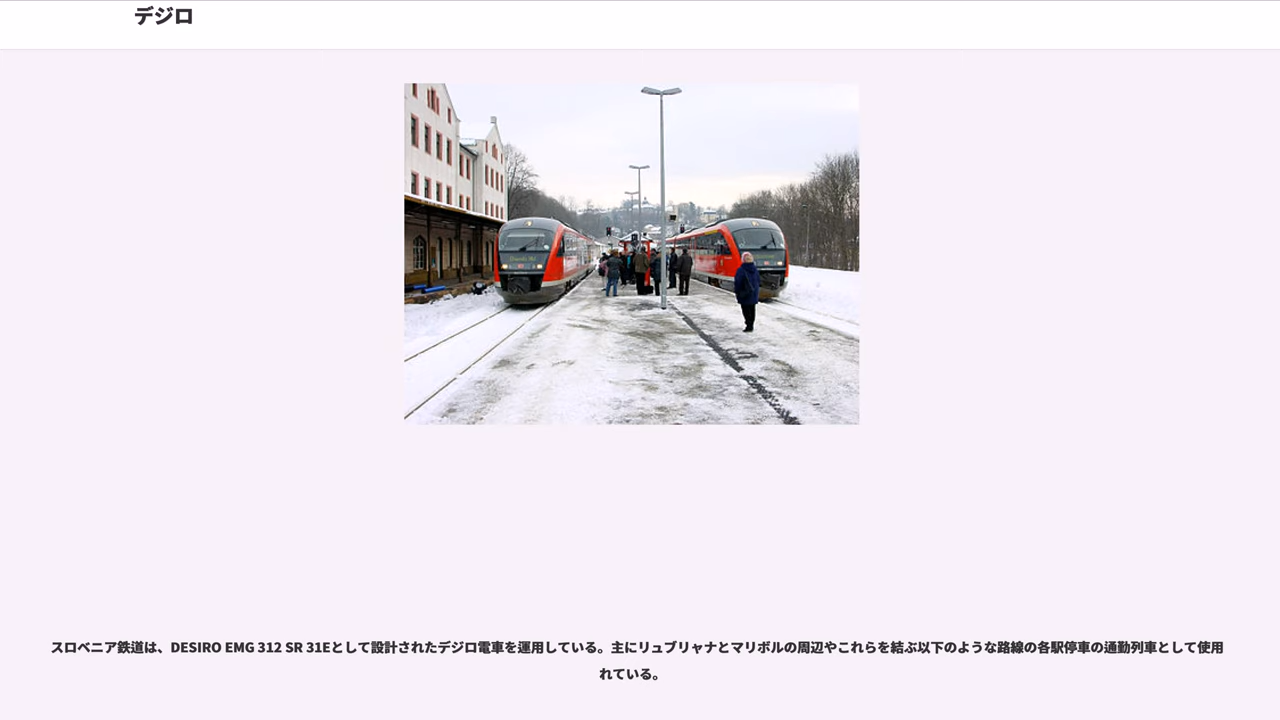 デジロ
スロベニア鉄道は、DESIRO EMG 312 SR 31Eとして設計されたデジロ電車を運用している。主にリュブリャナとマリボルの周辺やこれらを結ぶ以下のような路線の各駅停車の通勤列車として使用
れている。